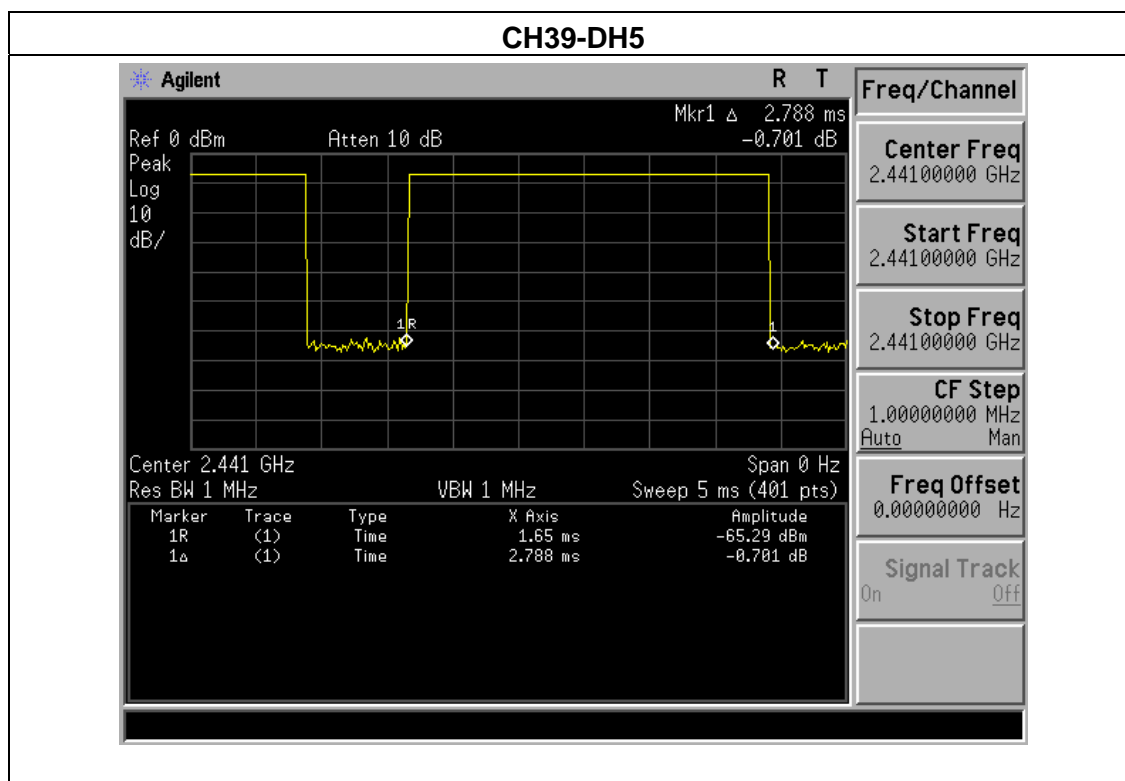 CH39-DH5
Agilent R T
Mkr1 Δ 2.788 ms
Ref 0 dBm Atten 10 dB -0.701 dB
Peak
Log
10
dB/
1R
1
Center 2.441 GHz Span 0 Hz
Res BW 1 MHz VBW 1 MHz Sweep 5 ms (401 pts)
Marker Trace Type X Axis Amplitude
1R (1) Time 1.65 ms -65.29 dBm
1Δ (1) Time 2.788 ms -0.701 dB
Freq/Channel
Center Freq
2.44100000 GHz
Start Freq
2.44100000 GHz
Stop Freq
2.44100000 GHz
CF Step
1.00000000 MHz
Auto Man
Freq Offset
0.00000000 Hz
Signal Track
On Off